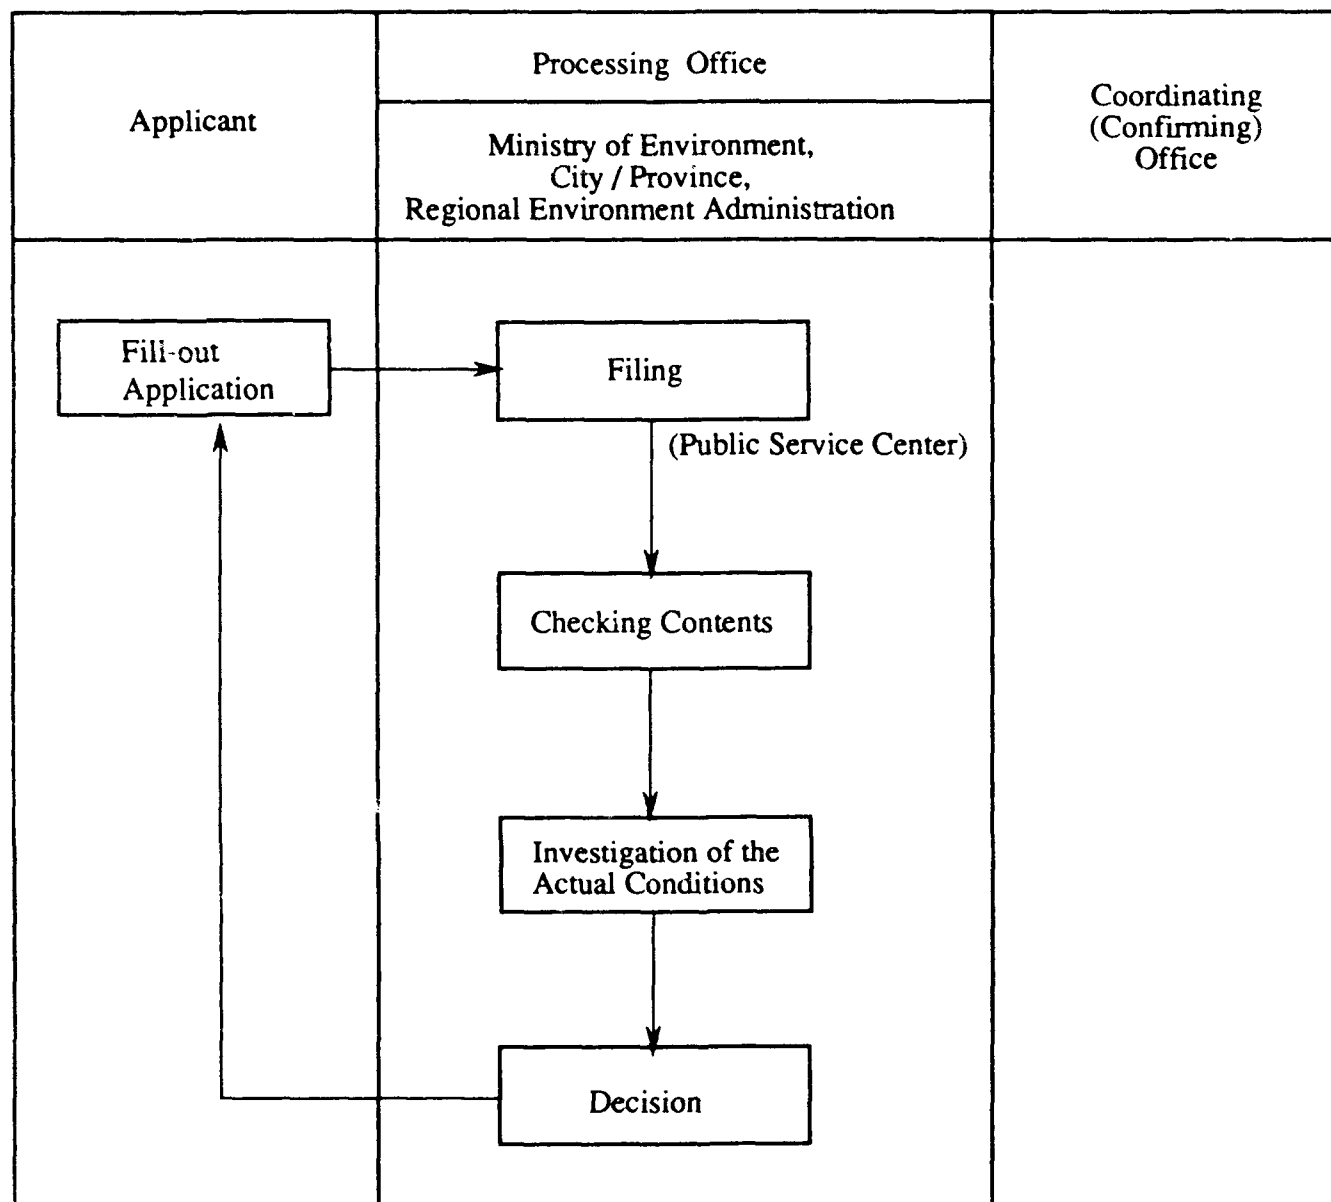 Applicant
Processing Office
Ministry of Environment,
City / Province,
Regional Environment Administration
Coordinating
(Confirming)
Office
Fill-out
Application
Filing
(Public Service Center)
Checking Contents
Investigation of the
Actual Conditions
Decision